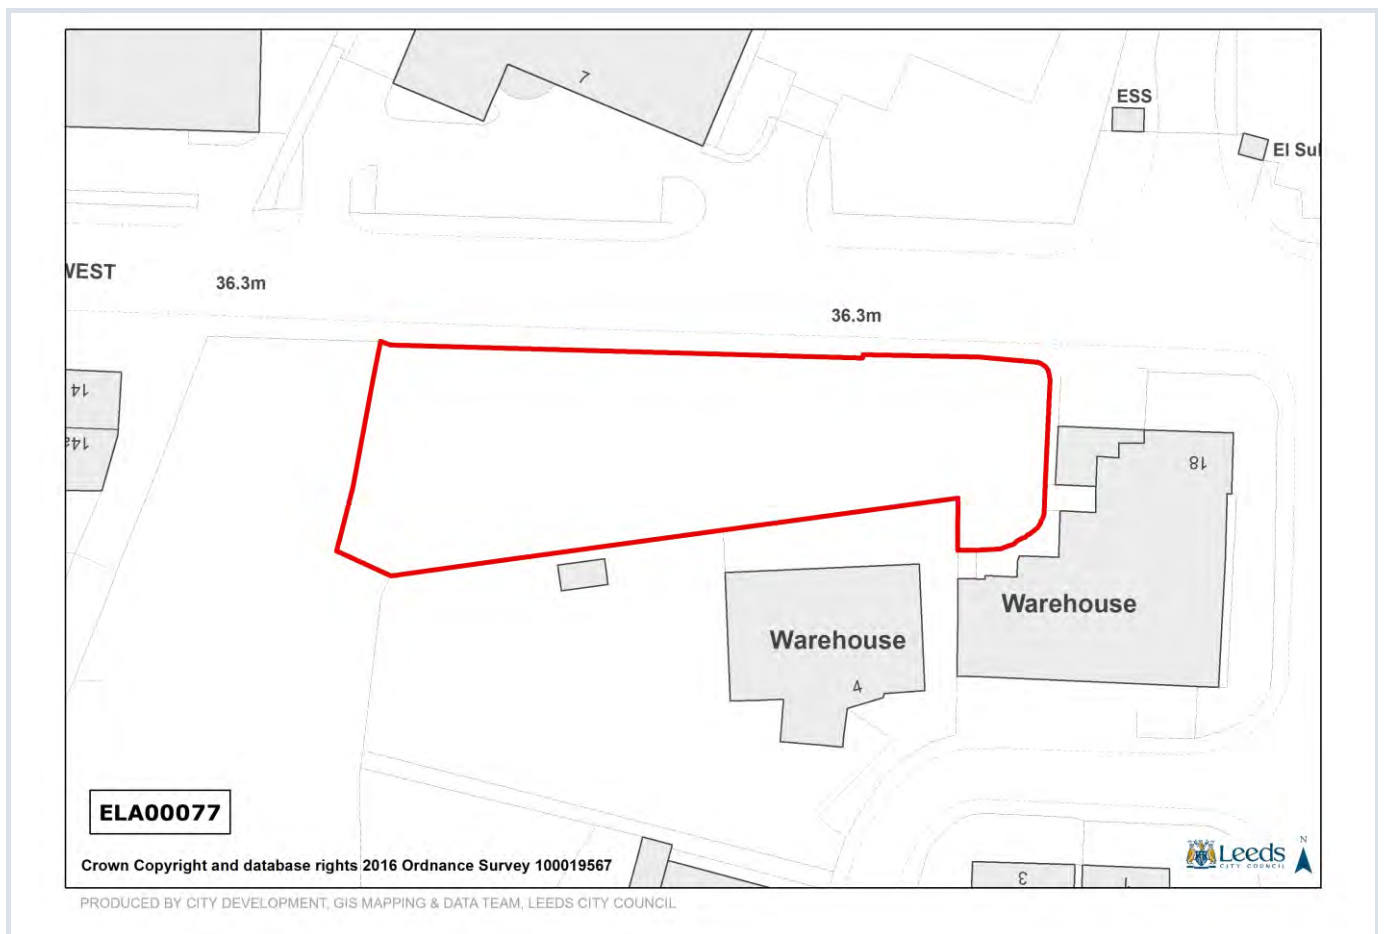 7
ESS
El Sul
WEST
36.3m
36.3m
14
14a
18
Warehouse
Warehouse
4
ELA00077
Crown Copyright and database rights 2016 Ordnance Survey 100019567
3
1
Leeds
CITY COUNCIL
N
PRODUCED BY CITY DEVELOPMENT, GIS MAPPING & DATA TEAM, LEEDS CITY COUNCIL